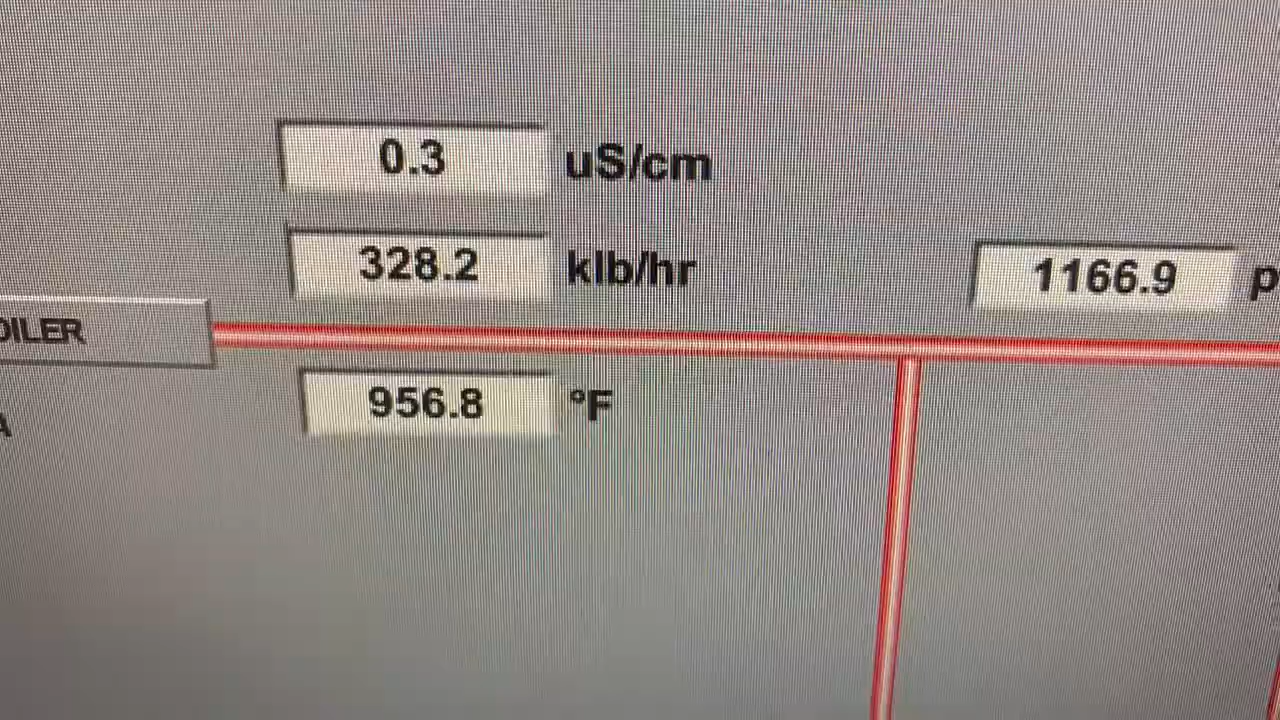 0.3 uS/cm
328.2 klb/hr
1166.9 p
OILER
956.8 °F
A